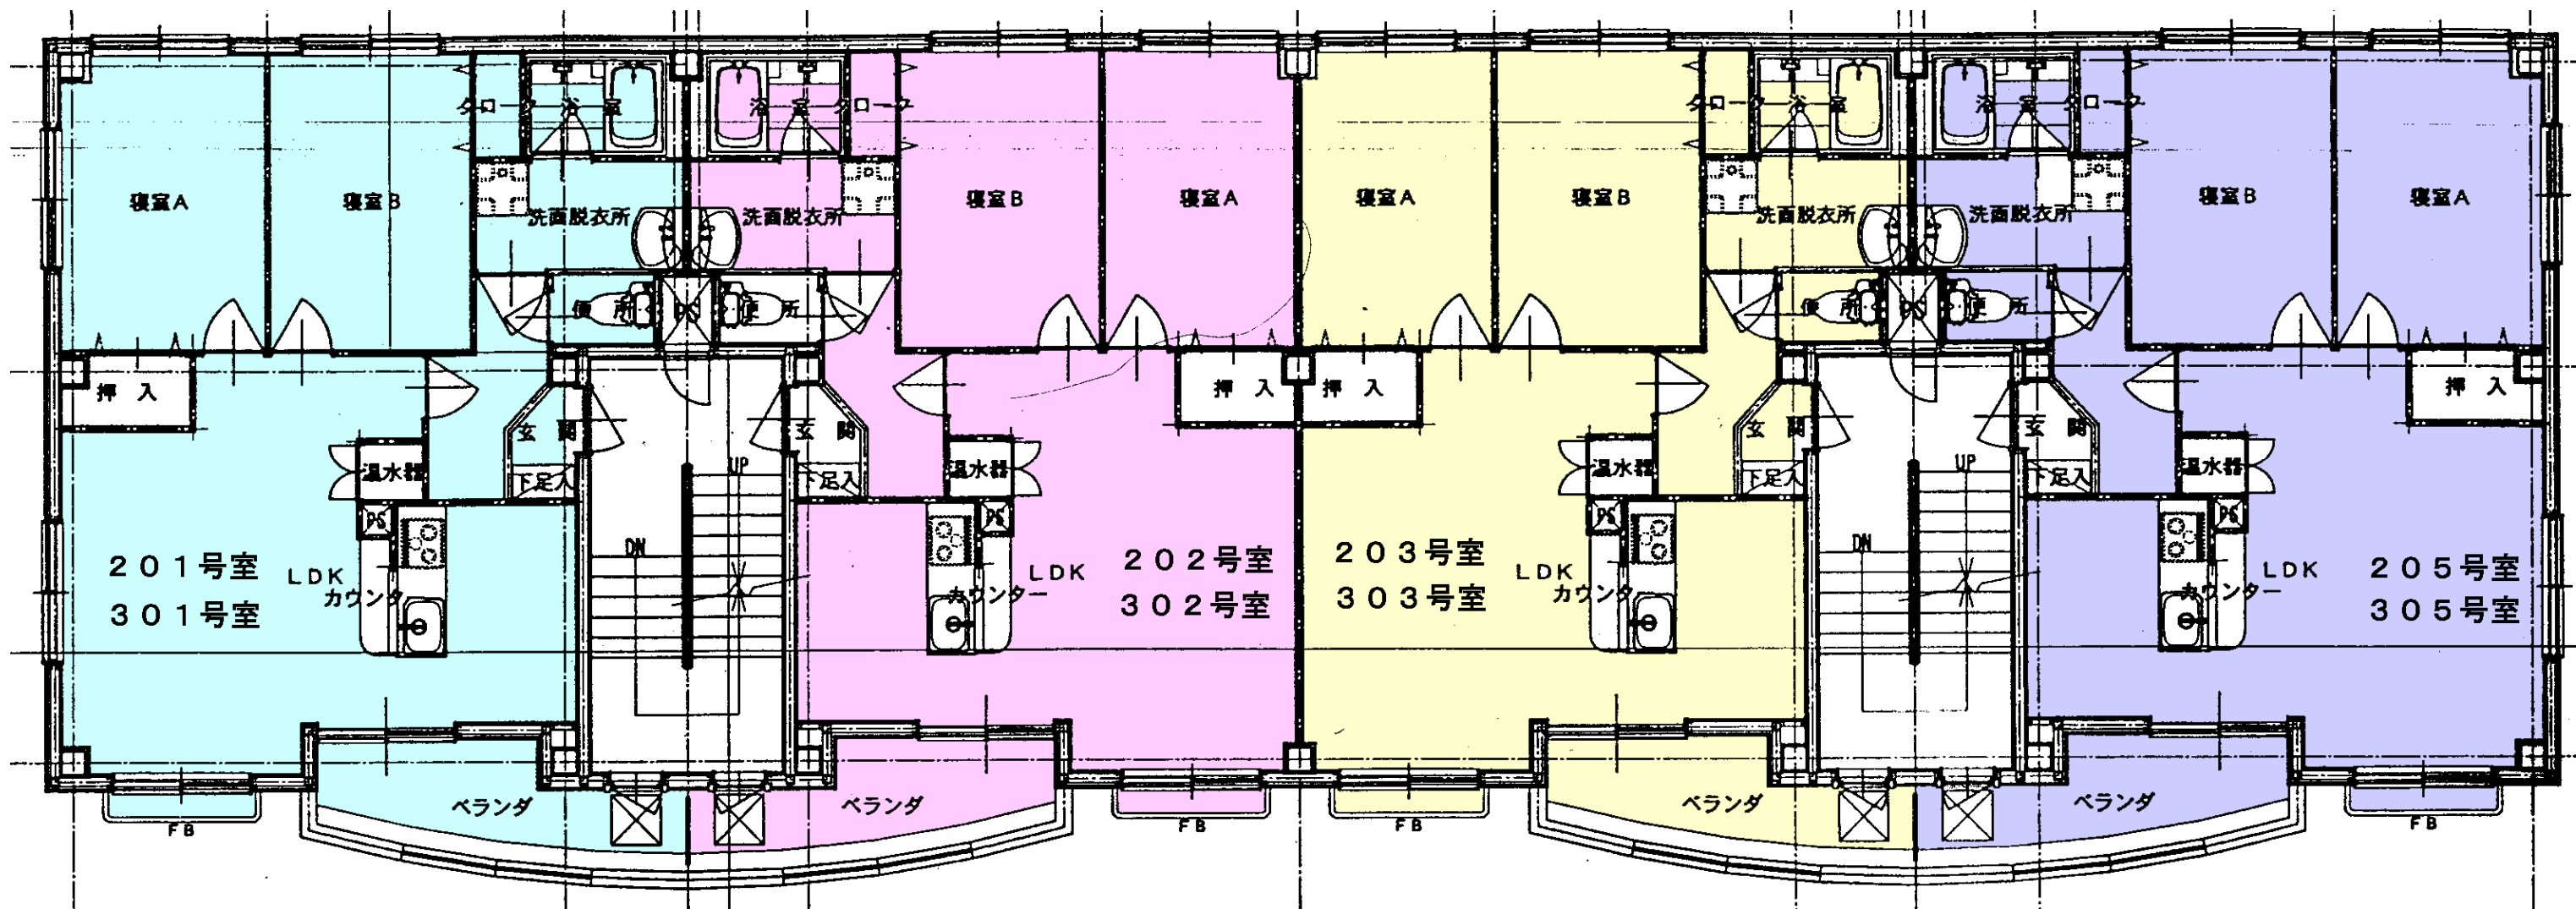 クローク 浴室 浴室 クローク クローク 浴室 浴室 クローク
寝室A 寝室B 洗面脱衣所 洗面脱衣所 寝室B 寝室A 寝室A 寝室B 洗面脱衣所 洗面脱衣所 寝室B 寝室A
便所 PS 便所 便所 PS 便所
押入 押入 押入 押入
玄関 玄関 玄関 玄関
温水器 下足入 UP 下足入 温水器 温水器 下足入 UP 下足入 温水器
PS DN PS PS DN PS
201号室 LDK LDK 202号室 203号室 LDK LDK 205号室
301号室 カウンター カウンター 302号室 303号室 カウンター カウンター 305号室
ベランダ ベランダ ベランダ ベランダ
FB FB FB FB